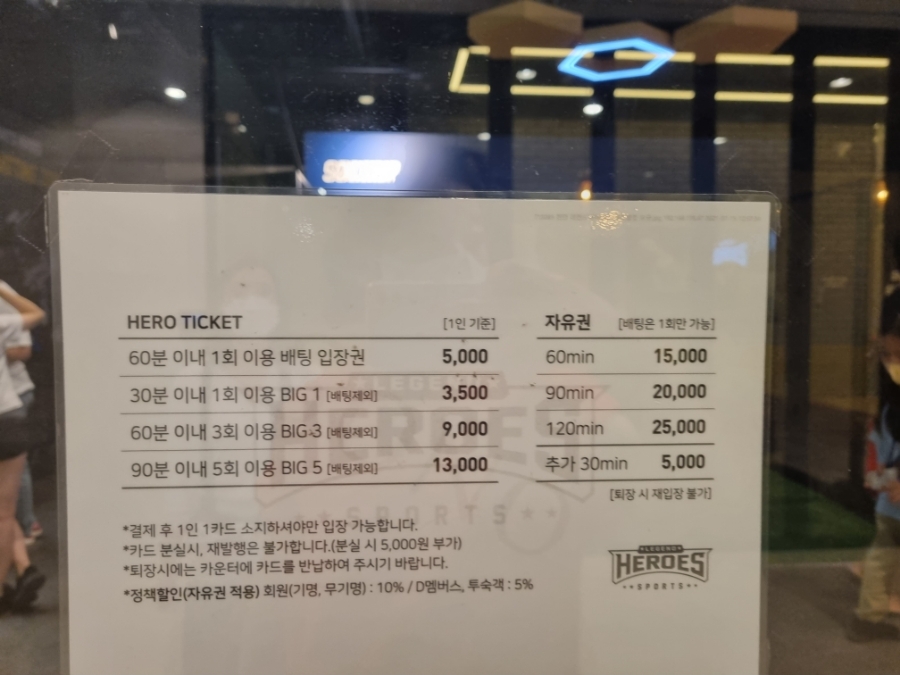 HERO TICKET [1인 기준]
60분 이내 1회 이용 배팅 입장권 5,000
30분 이내 1회 이용 BIG 1 [배팅제외] 3,500
60분 이내 3회 이용 BIG 3 [배팅제외] 9,000
90분 이내 5회 이용 BIG 5 [배팅제외] 13,000
자유권 [배팅은 1회만 가능]
60min 15,000
90min 20,000
120min 25,000
추가 30min 5,000
[퇴장 시 재입장 불가]
*결제 후 1인 1카드 소지하셔야만 입장 가능합니다.
*카드 분실시, 재발행은 불가합니다.(분실 시 5,000원 부가)
*퇴장시에는 카운터에 카드를 반납하여 주시기 바랍니다.
*정책할인(자유권 적용) 회원(기명, 무기명) : 10% / D멤버스, 투숙객 : 5%
LEGEND
HEROES
SPORTS
LEGEND
HEROES
SPORTS